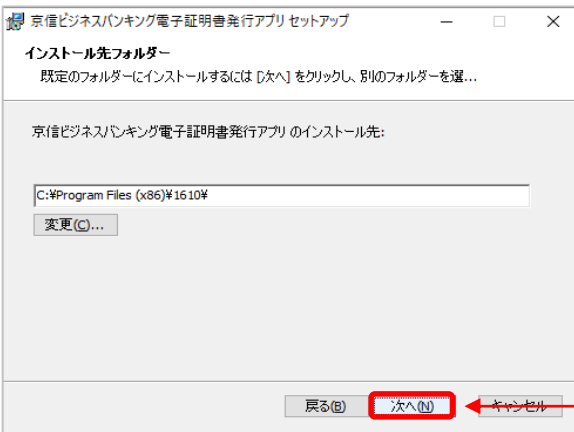 京信ビジネスバンキング電子証明書発行アプリ セットアップ
インストール先フォルダー
既定のフォルダーにインストールするには [次へ] をクリックし、別のフォルダーを選...
京信ビジネスバンキング電子証明書発行アプリ のインストール先:
C:¥Program Files (x86)¥1610¥
変更(C)...
戻る(B) 次へ(N) キャンセル